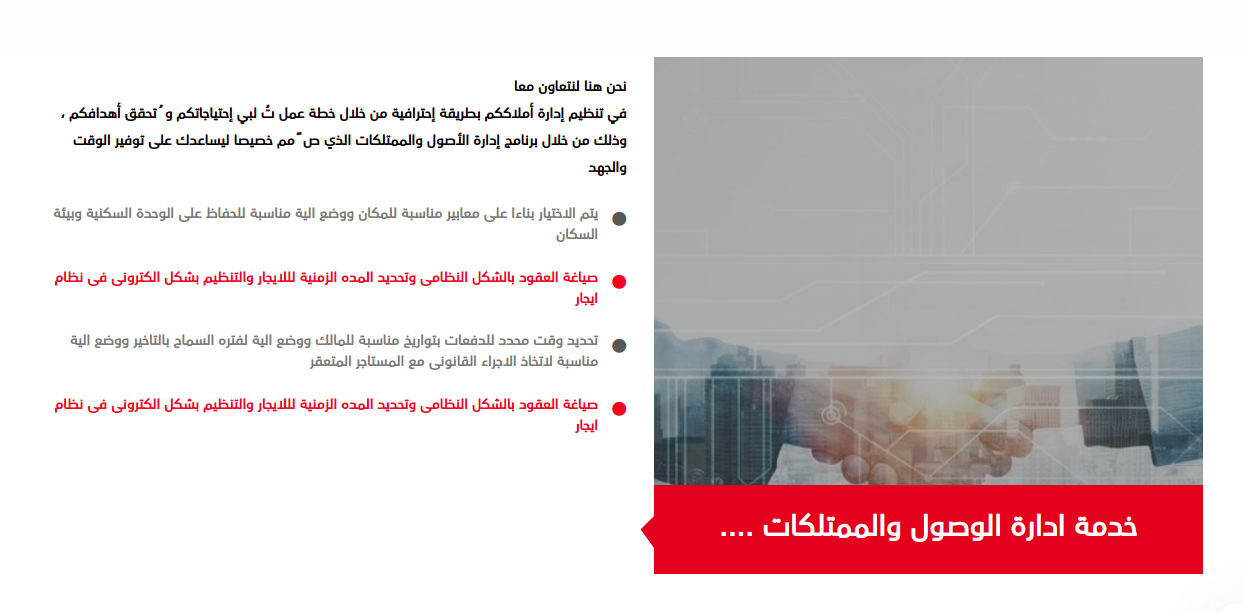 نحن هنا لنتعاون معا
في تنظيم إدارة أملاككم بطريقة إحترافية من خلال خطة عمل تُ لبي إحتياجاتكم و ُ تحقق أهدافكم ،
وذلك من خلال برنامج إدارة الأصول والممتلكات الذي ص ّ مم خصيصا ليساعدك على توفير الوقت
والجهد
يتم الاختيار بناءا على معايير مناسبة للمكان ووضع الية مناسبة للحفاظ على الوحدة السكنية وبيئة
السكان
صياغة العقود بالشكل النظامى وتحديد المده الزمنية لللايجار والتنظيم بشكل الكترونى فى نظام
ايجار
تحديد وقت محدد للدفعات بتواريخ مناسبة للمالك ووضع الية لفتره السماح بالتاخير ووضع الية
مناسبة لاتخاذ الاجراء القانونى مع المستاجر المتعقر
صياغة العقود بالشكل النظامى وتحديد المده الزمنية لللايجار والتنظيم بشكل الكترونى فى نظام
ايجار
خدمة ادارة الوصول والممتلكات ....